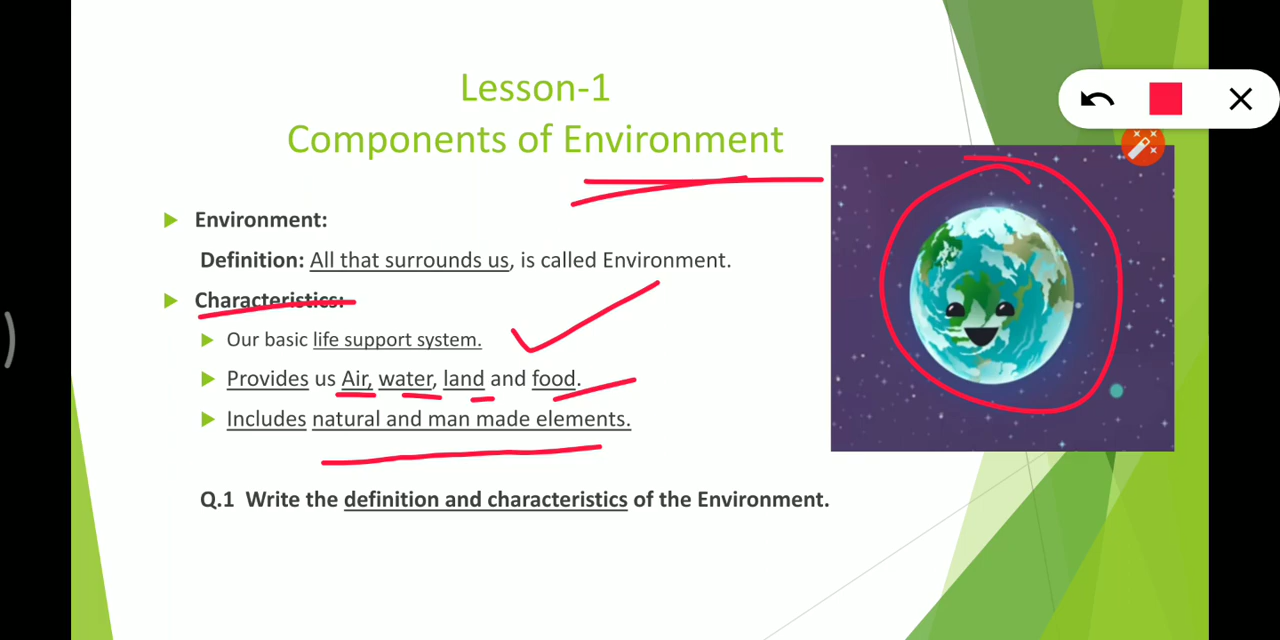 Lesson-1
Components of Environment
Environment:
Definition: All that surrounds us, is called Environment.
Characteristics:
Our basic life support system.
Provides us Air, water, land and food.
Includes natural and man made elements.
Q.1 Write the definition and characteristics of the Environment.